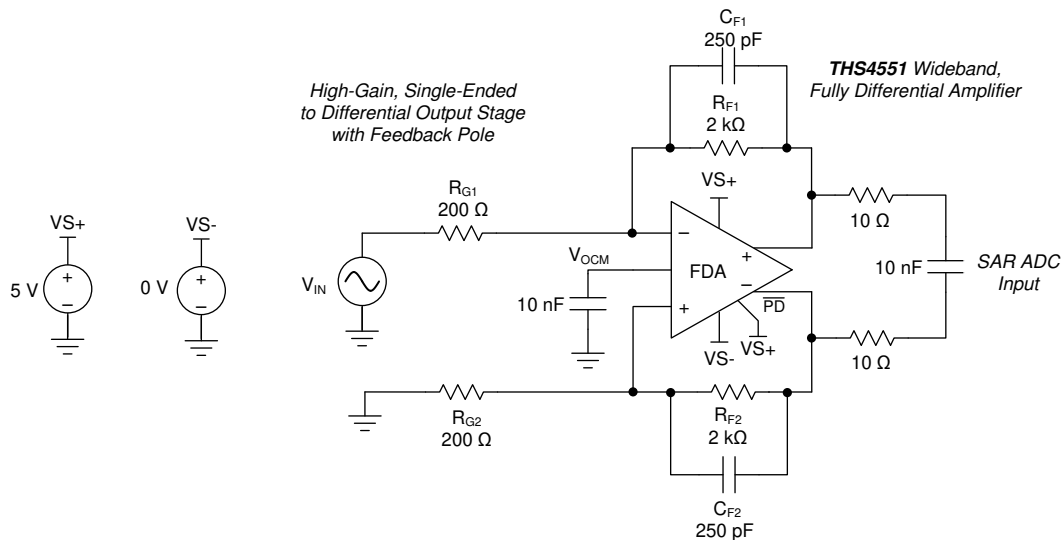 CF1
250 pF
THS4551 Wideband,
Fully Differential Amplifier
High-Gain, Single-Ended
to Differential Output Stage
with Feedback Pole
RF1
2 kΩ
VS+
RG1
200 Ω
10 Ω
VS+
VS-
5 V
+
−
0 V
+
−
VIN
VOCM
10 nF
−
+
FDA
+
−
PD
VS-
VS+
10 nF
SAR ADC
Input
10 Ω
RG2
200 Ω
RF2
2 kΩ
CF2
250 pF